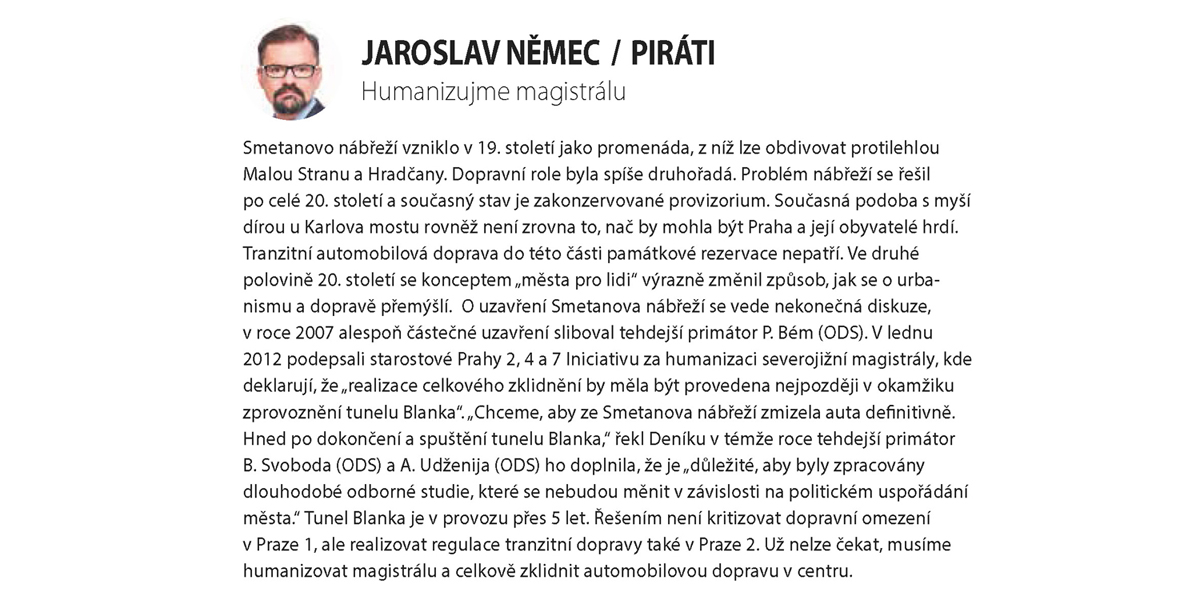 JAROSLAV NĚMEC / PIRÁTI
Humanizujme magistrálu
Smetanovo nábřeží vzniklo v 19. století jako promenáda, z níž lze obdivovat protilehlou
Malou Stranu a Hradčany. Dopravní role byla spíše druhořadá. Problém nábřeží se řešil
po celé 20. století a současný stav je zakonzervované provizorium. Současná podoba s myší
dírou u Karlova mostu rovněž není zrovna to, nač by mohla být Praha a její obyvatelé hrdí.
Tranzitní automobilová doprava do této části památkové rezervace nepatří. Ve druhé
polovině 20. století se konceptem „města pro lidi“ výrazně změnil způsob, jak se o urba-
nismu a dopravě přemýšlí.  O uzavření Smetanova nábřeží se vede nekonečná diskuze,
v roce 2007 alespoň částečné uzavření sliboval tehdejší primátor P. Bém (ODS). V lednu
2012 podepsali starostové Prahy 2, 4 a 7 Iniciativu za humanizaci severojižní magistrály, kde
deklarují, že „realizace celkového zklidnění by měla být provedena nejpozději v okamžiku
zprovoznění tunelu Blanka“. „Chceme, aby ze Smetanova nábřeží zmizela auta definitivně.
Hned po dokončení a spuštění tunelu Blanka,“ řekl Deníku v témže roce tehdejší primátor
B. Svoboda (ODS) a A. Udženija (ODS) ho doplnila, že je „důležité, aby byly zpracovány
dlouhodobé odborné studie, které se nebudou měnit v závislosti na politickém uspořádání
města.“ Tunel Blanka je v provozu přes 5 let. Řešením není kritizovat dopravní omezení
v Praze 1, ale realizovat regulace tranzitní dopravy také v Praze 2. Už nelze čekat, musíme
humanizovat magistrálu a celkově zklidnit automobilovou dopravu v centru.